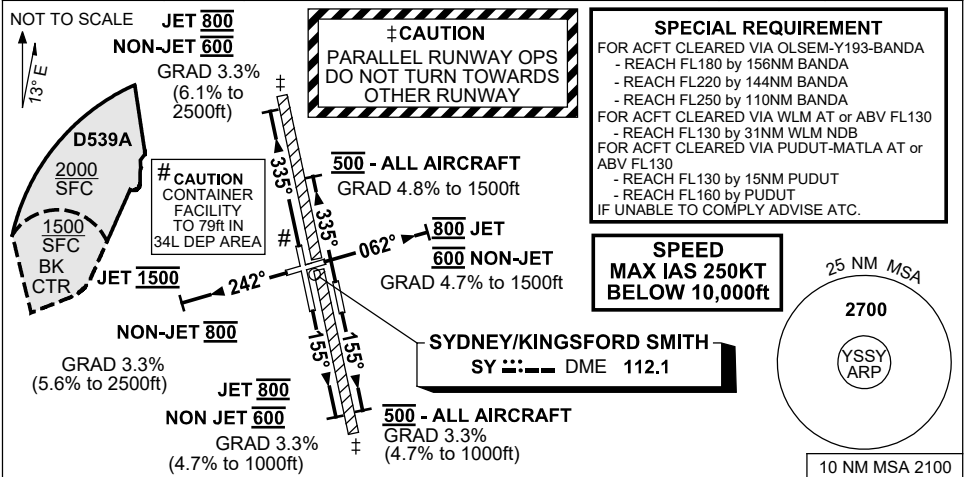 NOT TO SCALE
13° E
JET 800
NON-JET 600
GRAD 3.3%
(6.1% to
2500ft)
‡
‡CAUTION
PARALLEL RUNWAY OPS
DO NOT TURN TOWARDS
OTHER RUNWAY
SPECIAL REQUIREMENT
FOR ACFT CLEARED VIA OLSEM-Y193-BANDA
- REACH FL180 by 156NM BANDA
- REACH FL220 by 144NM BANDA
- REACH FL250 by 110NM BANDA
FOR ACFT CLEARED VIA WLM AT or ABV FL130
- REACH FL130 by 31NM WLM NDB
FOR ACFT CLEARED VIA PUDUT-MATLA AT or
ABV FL130
- REACH FL130 by 15NM PUDUT
- REACH FL160 by PUDUT
IF UNABLE TO COMPLY ADVISE ATC.
D539A
2000
SFC
1500
SFC
BK
CTR
# CAUTION
CONTAINER
FACILITY
TO 79ft IN
34L DEP AREA
335°
335°
500 - ALL AIRCRAFT
GRAD 4.8% to 1500ft
#
062°
800 JET
600 NON-JET
GRAD 4.7% to 1500ft
JET 1500
242°
NON-JET 800
GRAD 3.3%
(5.6% to 2500ft)
155°
155°
SPEED
MAX IAS 250KT
BELOW 10,000ft
SYDNEY/KINGSFORD SMITH
SY DME 112.1
JET 800
NON JET 600
GRAD 3.3%
(4.7% to 1000ft)
500 - ALL AIRCRAFT
GRAD 3.3%
(4.7% to 1000ft)
‡
25 NM MSA
2700
YSSY
ARP
10 NM MSA 2100